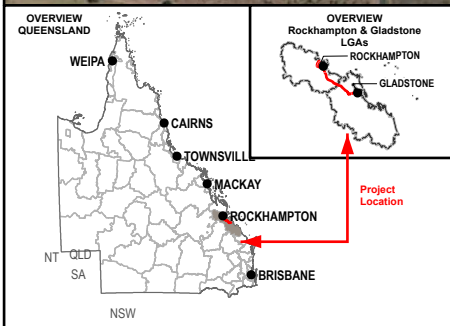 OVERVIEW
QUEENSLAND
WEIPA
CAIRNS
TOWNSVILLE
MACKAY
ROCKHAMPTON
BRISBANE
NT
QLD
SA
NSW
OVERVIEW
Rockhampton & Gladstone
LGAs
ROCKHAMPTON
GLADSTONE
Project
Location